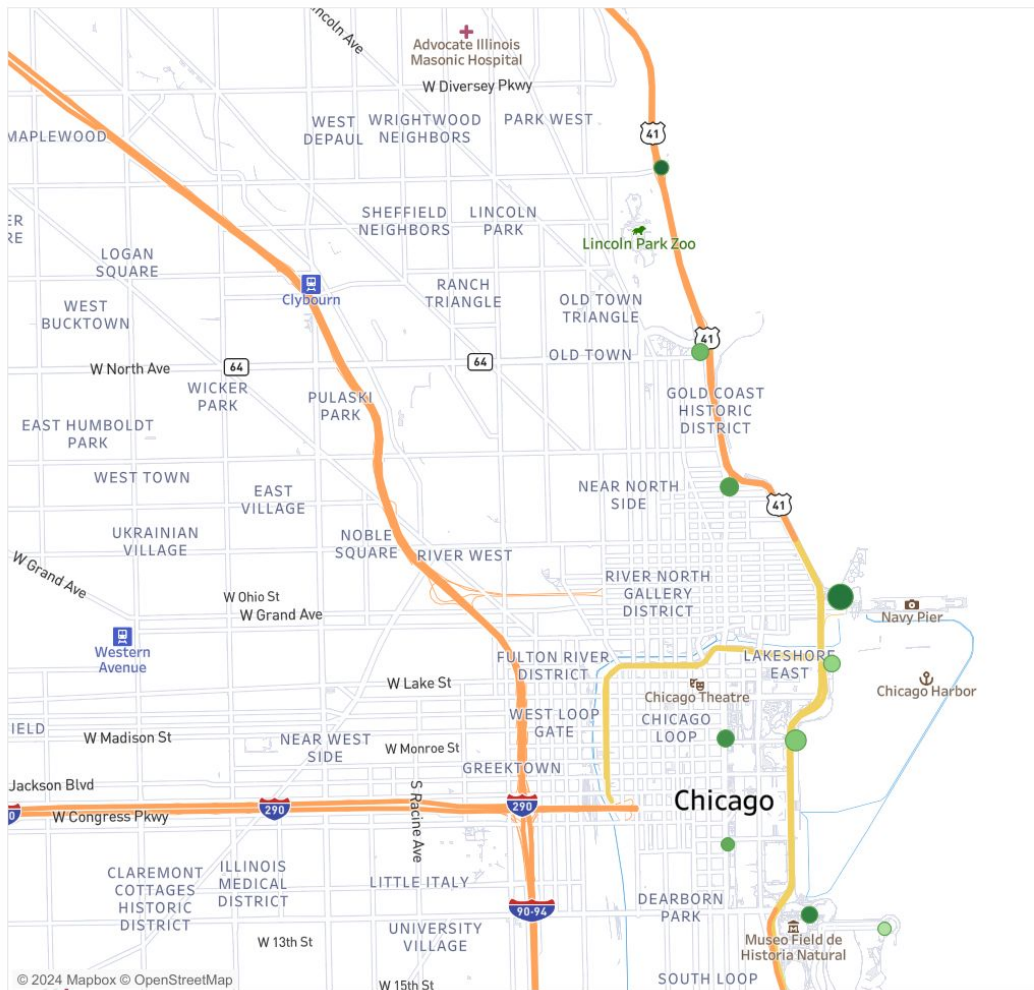 Lincoln Ave
Advocate Illinois
Masonic Hospital
W Diversey Pkwy
MAPLEWOOD
WEST
DEPAUL
WRIGHTWOOD
NEIGHBORS
PARK WEST
41
SHEFFIELD
NEIGHBORS
LINCOLN
PARK
Lincoln Park Zoo
LOGAN
SQUARE
Clybourn
RANCH
TRIANGLE
WEST
BUCKTOWN
OLD TOWN
TRIANGLE
41
W North Ave
64
64
OLD TOWN
WICKER
PARK
PULASKI
PARK
GOLD COAST
HISTORIC
DISTRICT
EAST HUMBOLDT
PARK
WEST TOWN
EAST
VILLAGE
NEAR NORTH
SIDE
41
UKRAINIAN
VILLAGE
NOBLE
SQUARE
RIVER WEST
W Grand Ave
W Ohio St
W Grand Ave
RIVER NORTH
GALLERY
DISTRICT
Navy Pier
Western
Avenue
FULTON RIVER
DISTRICT
LAKESHORE
EAST
W Lake St
Chicago Theatre
Chicago Harbor
IELD
W Madison St
NEAR WEST
SIDE
W Monroe St
WEST LOOP
GATE
CHICAGO
LOOP
GREEKTOWN
Jackson Blvd
S Racine Ave
290
290
0
W Congress Pkwy
Chicago
CLAREMONT
COTTAGES
HISTORIC
DISTRICT
ILLINOIS
MEDICAL
DISTRICT
LITTLE ITALY
90-94
DEARBORN
PARK
UNIVERSITY
VILLAGE
W 13th St
Museo Field de
Historia Natural
© 2024 Mapbox © OpenStreetMap
W 15th St
SOUTH LOOP